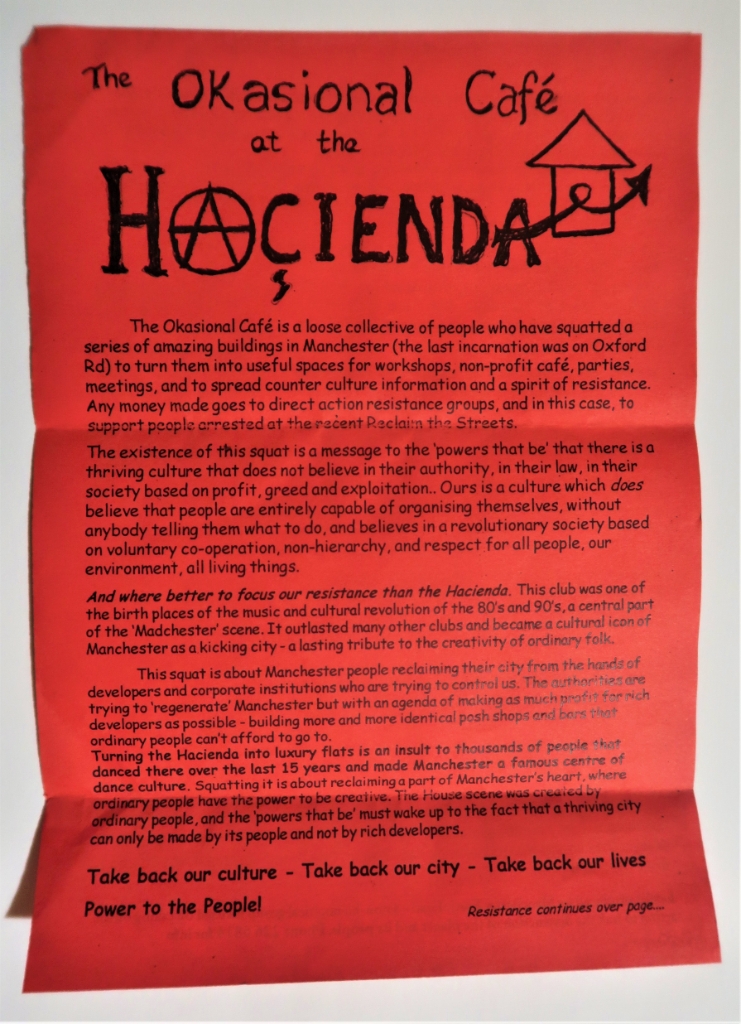 The OKasional Café
at the
HAÇIENDA
The Okasional Café is a loose collective of people who have squatted a
series of amazing buildings in Manchester (the last incarnation was on Oxford
Rd) to turn them into useful spaces for workshops, non-profit café, parties,
meetings, and to spread counter culture information and a spirit of resistance.
Any money made goes to direct action resistance groups, and in this case, to
support people arrested at the recent Reclaim the Streets.
The existence of this squat is a message to the 'powers that be' that there is a
thriving culture that does not believe in their authority, in their law, in their
society based on profit, greed and exploitation.. Ours is a culture which does
believe that people are entirely capable of organising themselves, without
anybody telling them what to do, and believes in a revolutionary society based
on voluntary co-operation, non-hierarchy, and respect for all people, our
environment, all living things.
And where better to focus our resistance than the Hacienda. This club was one of
the birth places of the music and cultural revolution of the 80's and 90's, a central part
of the 'Madchester' scene. It outlasted many other clubs and became a cultural icon of
Manchester as a kicking city - a lasting tribute to the creativity of ordinary folk.
This squat is about Manchester people reclaiming their city from the hands of
developers and corporate institutions who are trying to control us. The authorities are
trying to 'regenerate' Manchester but with an agenda of making as much profit for rich
developers as possible - building more and more identical posh shops and bars that
ordinary people can't afford to go to.
Turning the Hacienda into luxury flats is an insult to thousands of people that
danced there over the last 15 years and made Manchester a famous centre of
dance culture. Squatting it is about reclaiming a part of Manchester's heart, where
ordinary people have the power to be creative. The House scene was created by
ordinary people, and the 'powers that be' must wake up to the fact that a thriving city
can only be made by its people and not by rich developers.
Take back our culture - Take back our city - Take back our lives
Power to the People!
Resistance continues over page....